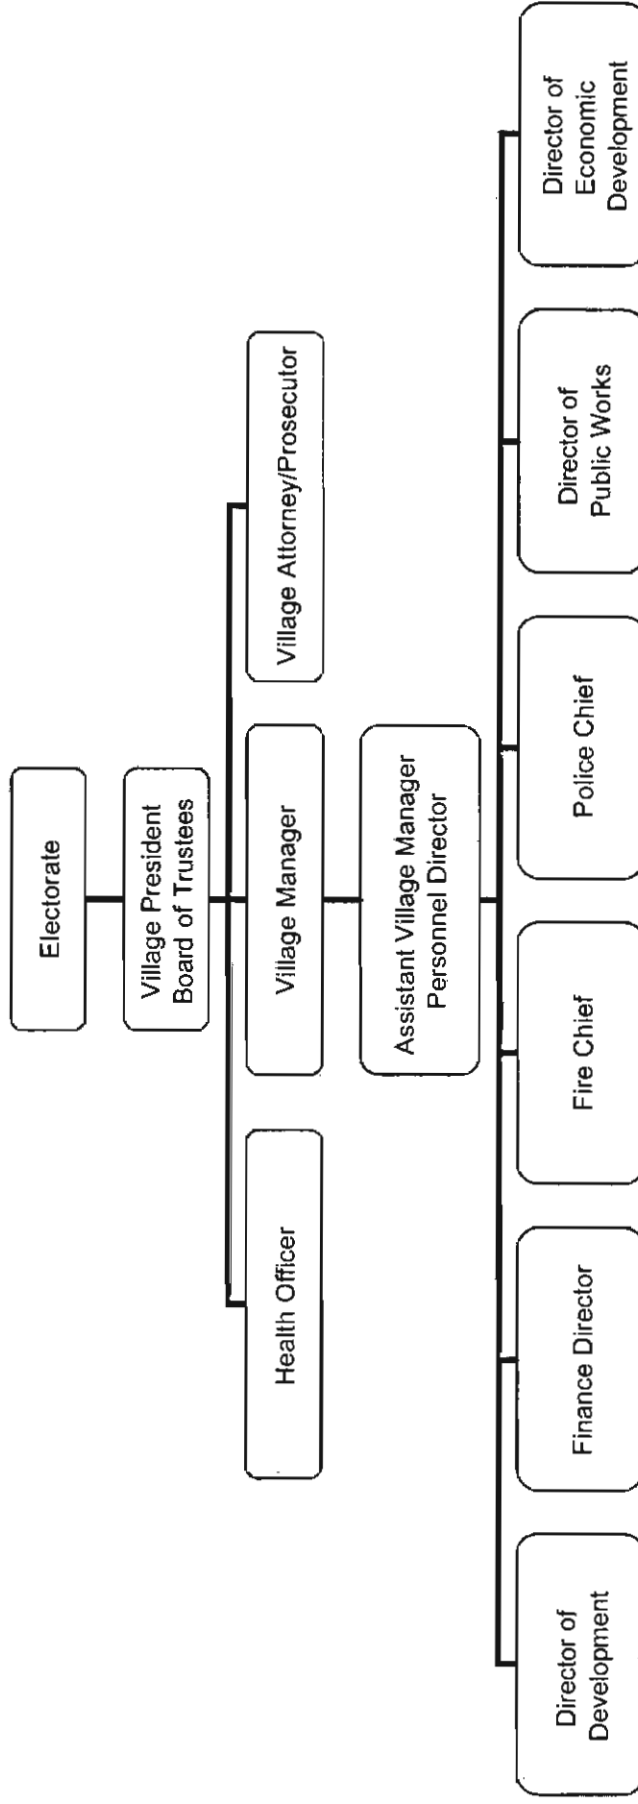 Electorate
Village President
Board of Trustees
Health Officer
Village Manager
Village Attorney/Prosecutor
Assistant Village Manager
Personnel Director
Director of
Development
Finance Director
Fire Chief
Police Chief
Director of
Public Works
Director of
Economic
Development